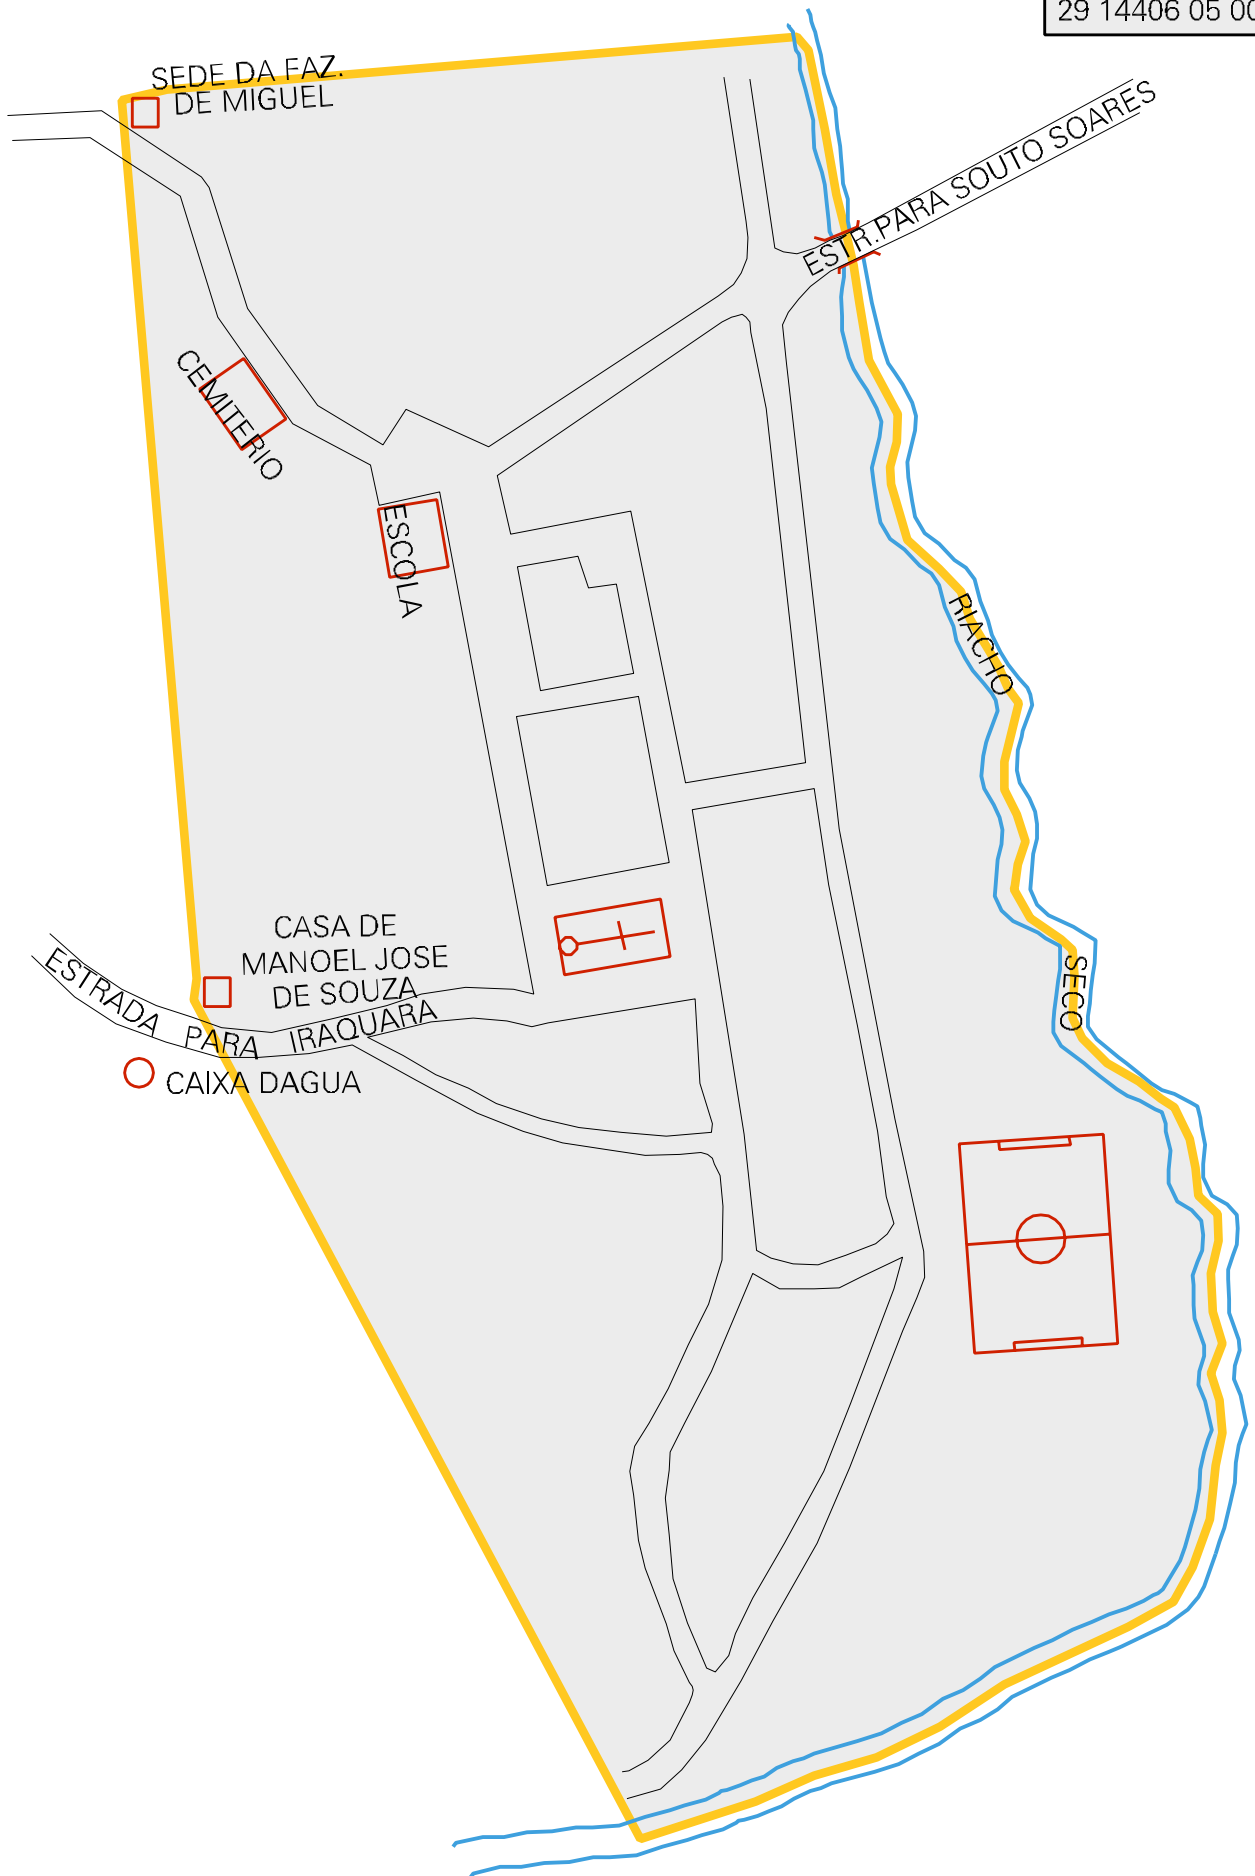 29 14406 05 00
SEDE DA FAZ.
DE MIGUEL
ESTR.PARA SOUTO SOARES
CEMITERIO
ESCOLA
RIACHO
SECO
CASA DE
MANOEL JOSE
DE SOUZA
ESTRADA PARA IRAQUARA
CAIXA DAGUA